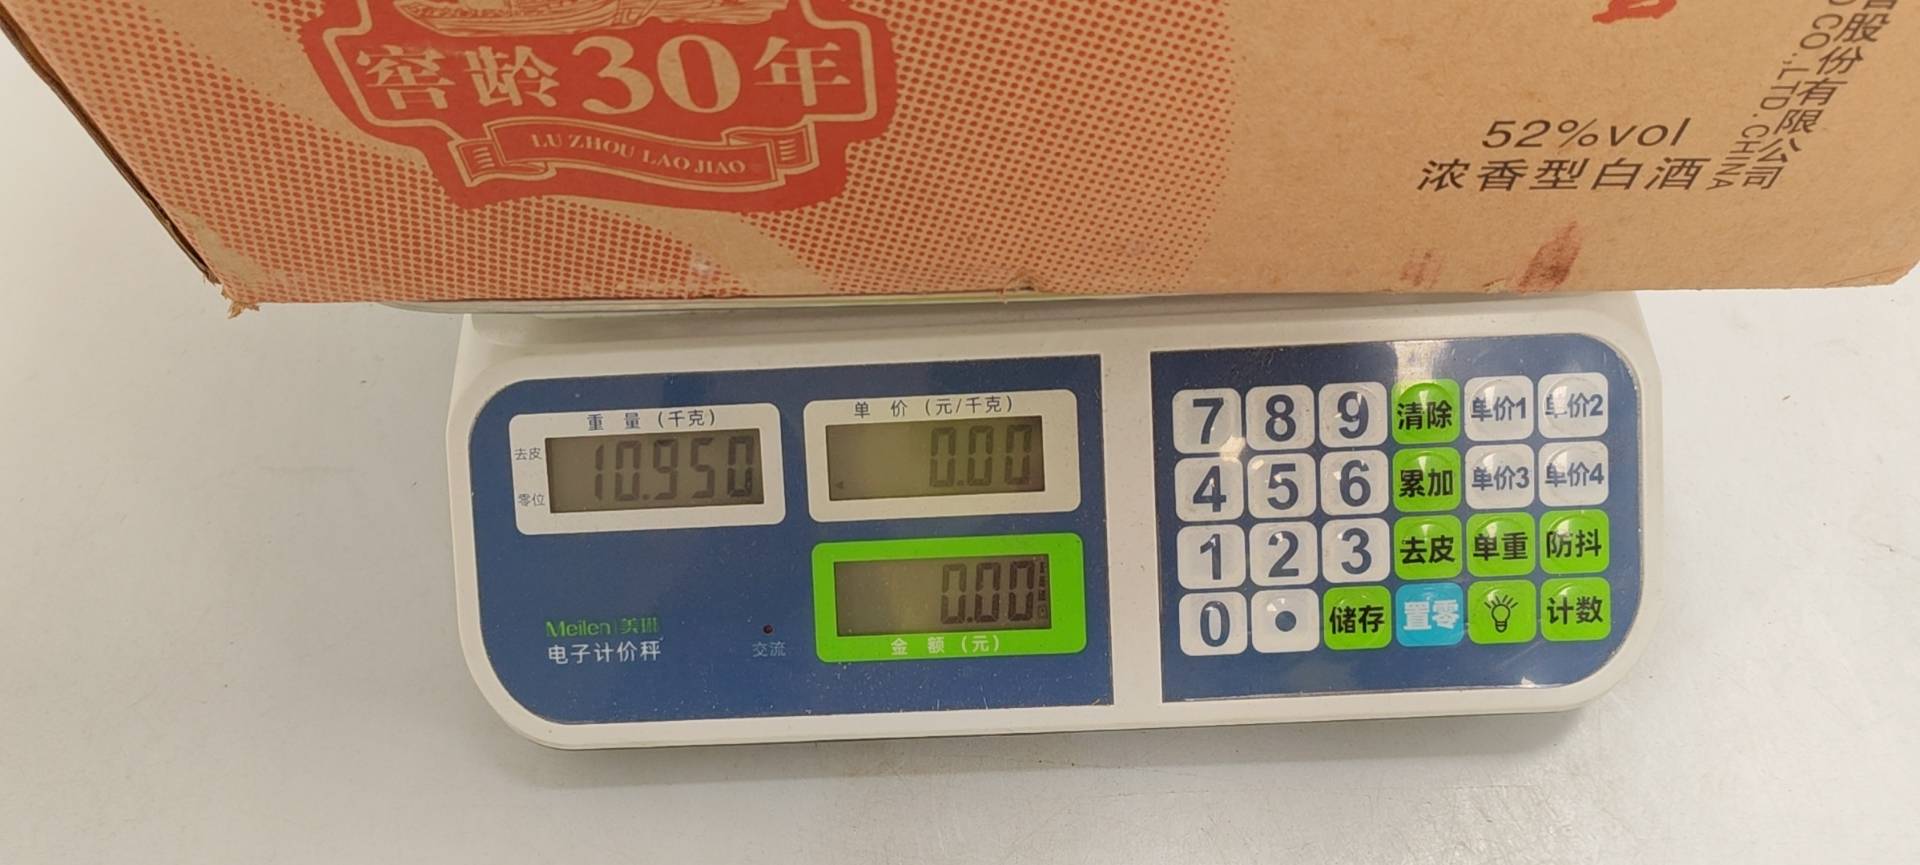 窖龄30年
LU ZHOU LAO JIAO
52%vol
浓香型白酒
股份有限公司
CO.,LTD.CHINA
重 量 (千克)
去皮
零位
10.950
单 价 (元/千克)
0.00
0.00
金 额 (元)
Meilen 美琳
电子计价秤
交流
7 8 9 清除 单价1 单价2
4 5 6 累加 单价3 单价4
1 2 3 去皮 单重 防抖
0 • 储存 置零 计数